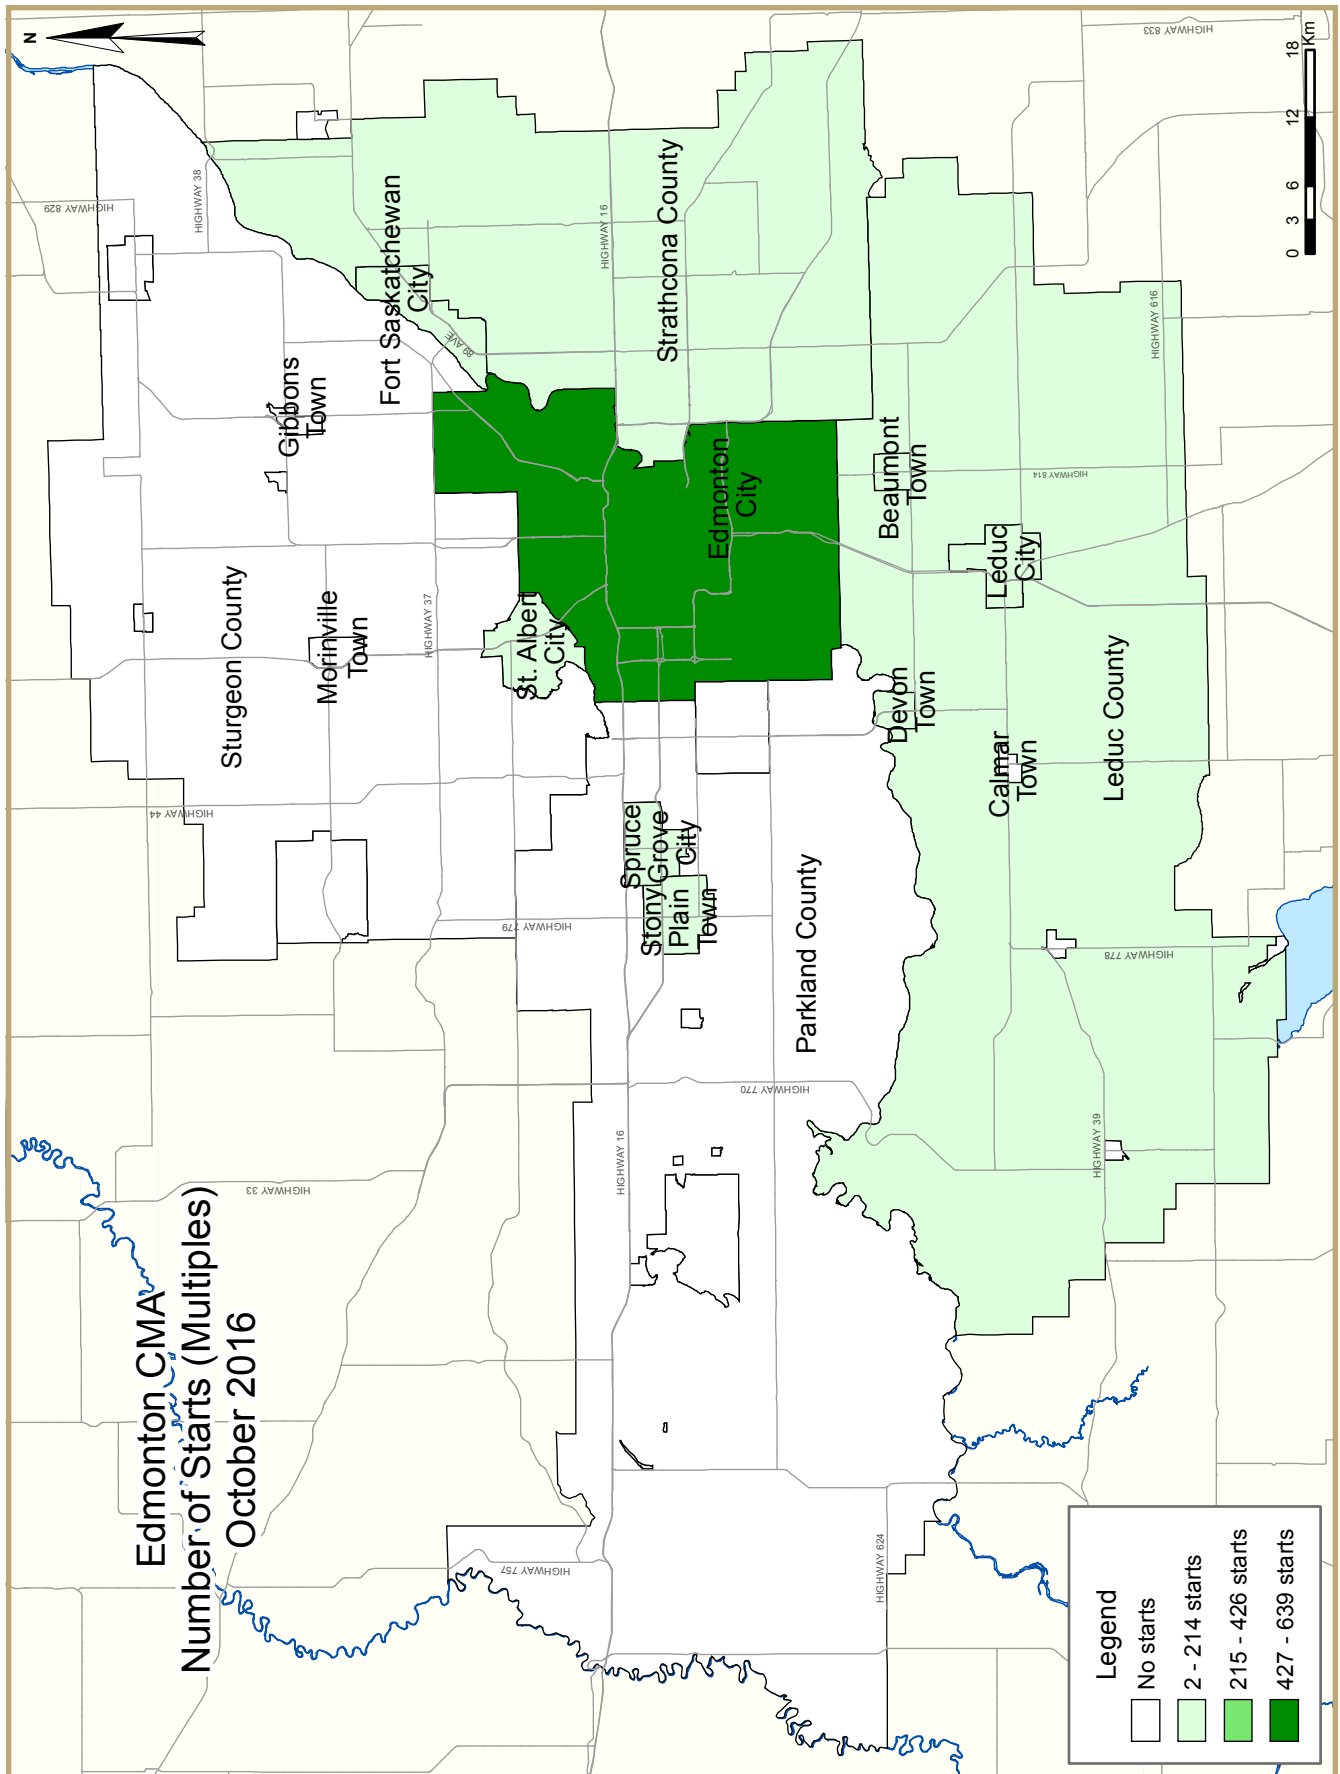 Edmonton CMA
Number of Starts (Multiples)
October 2016
N
HIGHWAY 757
HIGHWAY 33
HIGHWAY 44
HIGHWAY 829
HIGHWAY 38
HIGHWAY 37
HIGHWAY 779
HIGHWAY 16
HIGHWAY 16
HIGHWAY 770
HIGHWAY 624
HIGHWAY 39
HIGHWAY 778
HIGHWAY 814
HIGHWAY 616
HIGHWAY 833
89 AVE
Sturgeon County
Morinville
Town
Gibbons
Town
Fort Saskatchewan
City
St. Albert
City
Strathcona County
Edmonton
City
Spruce
Grove
City
Stony
Plain
Town
Parkland County
Beaumont
Town
Leduc
City
Devon
Town
Calmar
Town
Leduc County
Legend
No starts
2 - 214 starts
215 - 426 starts
427 - 639 starts
0 3 6 12 18
Km